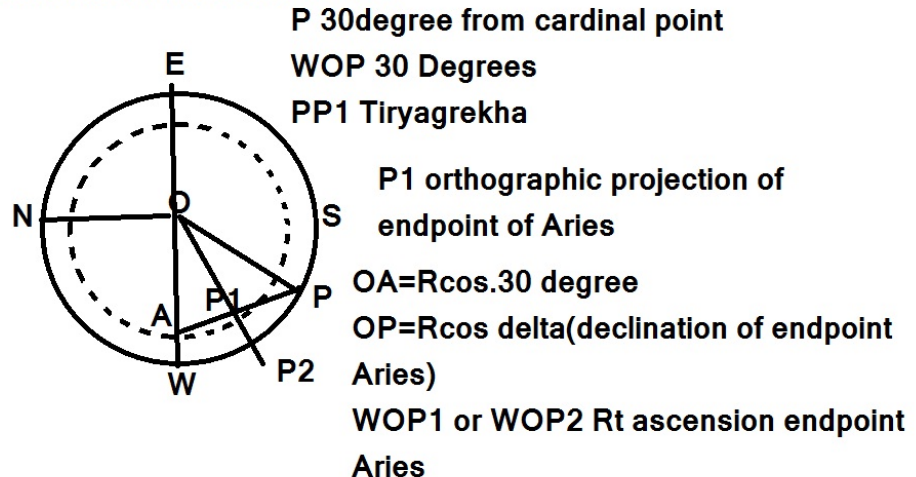 P 30degree from cardinal point
E
WOP 30 Degrees
PP1 Tiryagrekha
P1 orthographic projection of
endpoint of Aries
N
O
S
OA=Rcos.30 degree
P1
P
A
OP=Rcos delta(declination of endpoint
Aries)
P2
W
WOP1 or WOP2 Rt ascension endpoint
Aries